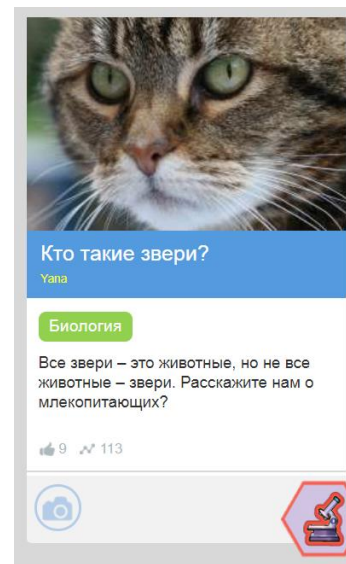 Кто такие звери?
Yana
Биология
Все звери – это животные, но не все
животные – звери. Расскажите нам о
млекопитающих?
9 113